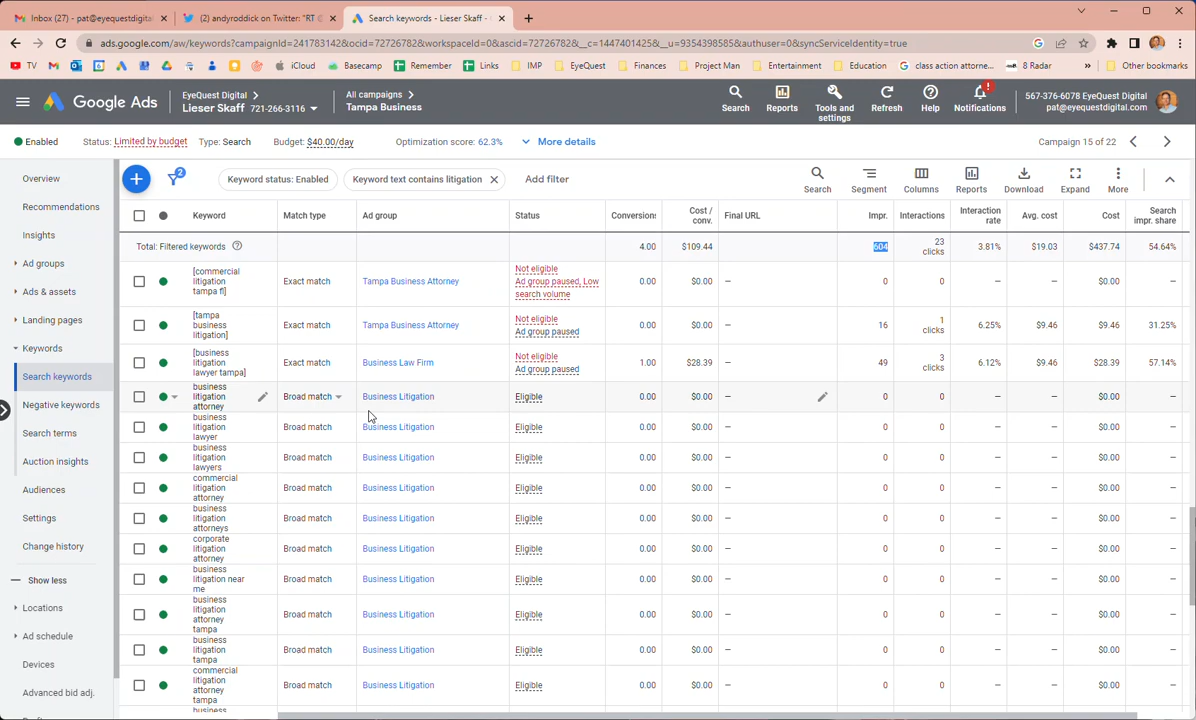 Inbox (27) - pat@eyequestdigital
(2) andyroddick on Twitter: "RT C
Search keywords - Lieser Skaff -
ads.google.com/aw/keywords?campaignId=241783142&ocid=72726782&workspaceId=0&ascid=72726782&__c=1447401425&__u=9354398585&authuser=0&syncServiceIdentity=true
TV
iCloud
Basecamp
Remember
Links
IMP
EyeQuest
Finances
Project Man
Entertainment
Education
class action attorne...
8 Radar
»
Other bookmarks
Google Ads
EyeQuest Digital
Lieser Skaff 721-266-3116
All campaigns
Tampa Business
Search
Reports
Tools and
settings
Refresh
Help
Notifications
567-376-6078 EyeQuest Digital
pat@eyequestdigital.com
Enabled
Status: Limited by budget
Type: Search
Budget: $40.00/day
Optimization score: 62.3%
More details
Campaign 15 of 22
Overview
Recommendations
Insights
Ad groups
Ads & assets
Landing pages
Keywords
Search keywords
Negative keywords
Search terms
Auction insights
Audiences
Settings
Change history
Show less
Locations
Ad schedule
Devices
Advanced bid adj.
2
Keyword status: Enabled
Keyword text contains litigation
Add filter
Search
Segment
Columns
Reports
Download
Expand
More
Keyword Match type Ad group Status Conversions Cost / conv. Final URL Impr. Interactions Interaction rate Avg. cost Cost Search impr. share
Total: Filtered keywords 4.00 $109.44 504 23 clicks 3.81% $19.03 $437.74 54.64%
[commercial
litigation
tampa fl]
Exact match
Tampa Business Attorney
Not eligible
Ad group paused, Low
search volume
0.00 $0.00 – 0 0 – – $0.00 –
[tampa
business
litigation]
Exact match
Tampa Business Attorney
Not eligible
Ad group paused
0.00 $0.00 – 16 1 clicks 6.25% $9.46 $9.46 31.25%
[business
litigation
lawyer tampa]
Exact match
Business Law Firm
Not eligible
Ad group paused
1.00 $28.39 – 49 3 clicks 6.12% $9.46 $28.39 57.14%
business
litigation
attorney
Broad match Business Litigation Eligible 0.00 $0.00 – 0 0 – – $0.00 –
business
litigation
lawyer
Broad match Business Litigation Eligible 0.00 $0.00 – 0 0 – – $0.00 –
business
litigation
lawyers
Broad match Business Litigation Eligible 0.00 $0.00 – 0 0 – – $0.00 –
commercial
litigation
attorney
Broad match Business Litigation Eligible 0.00 $0.00 – 0 0 – – $0.00 –
business
litigation
attorneys
Broad match Business Litigation Eligible 0.00 $0.00 – 0 0 – – $0.00 –
corporate
litigation
attorney
Broad match Business Litigation Eligible 0.00 $0.00 – 0 0 – – $0.00 –
business
litigation near
me
Broad match Business Litigation Eligible 0.00 $0.00 – 0 0 – – $0.00 –
business
litigation
attorney
tampa
Broad match Business Litigation Eligible 0.00 $0.00 – 0 0 – – $0.00 –
business
litigation
tampa
Broad match Business Litigation Eligible 0.00 $0.00 – 0 0 – – $0.00 –
commercial
litigation
attorney
tampa
Broad match Business Litigation Eligible 0.00 $0.00 – 0 0 – – $0.00 –
business